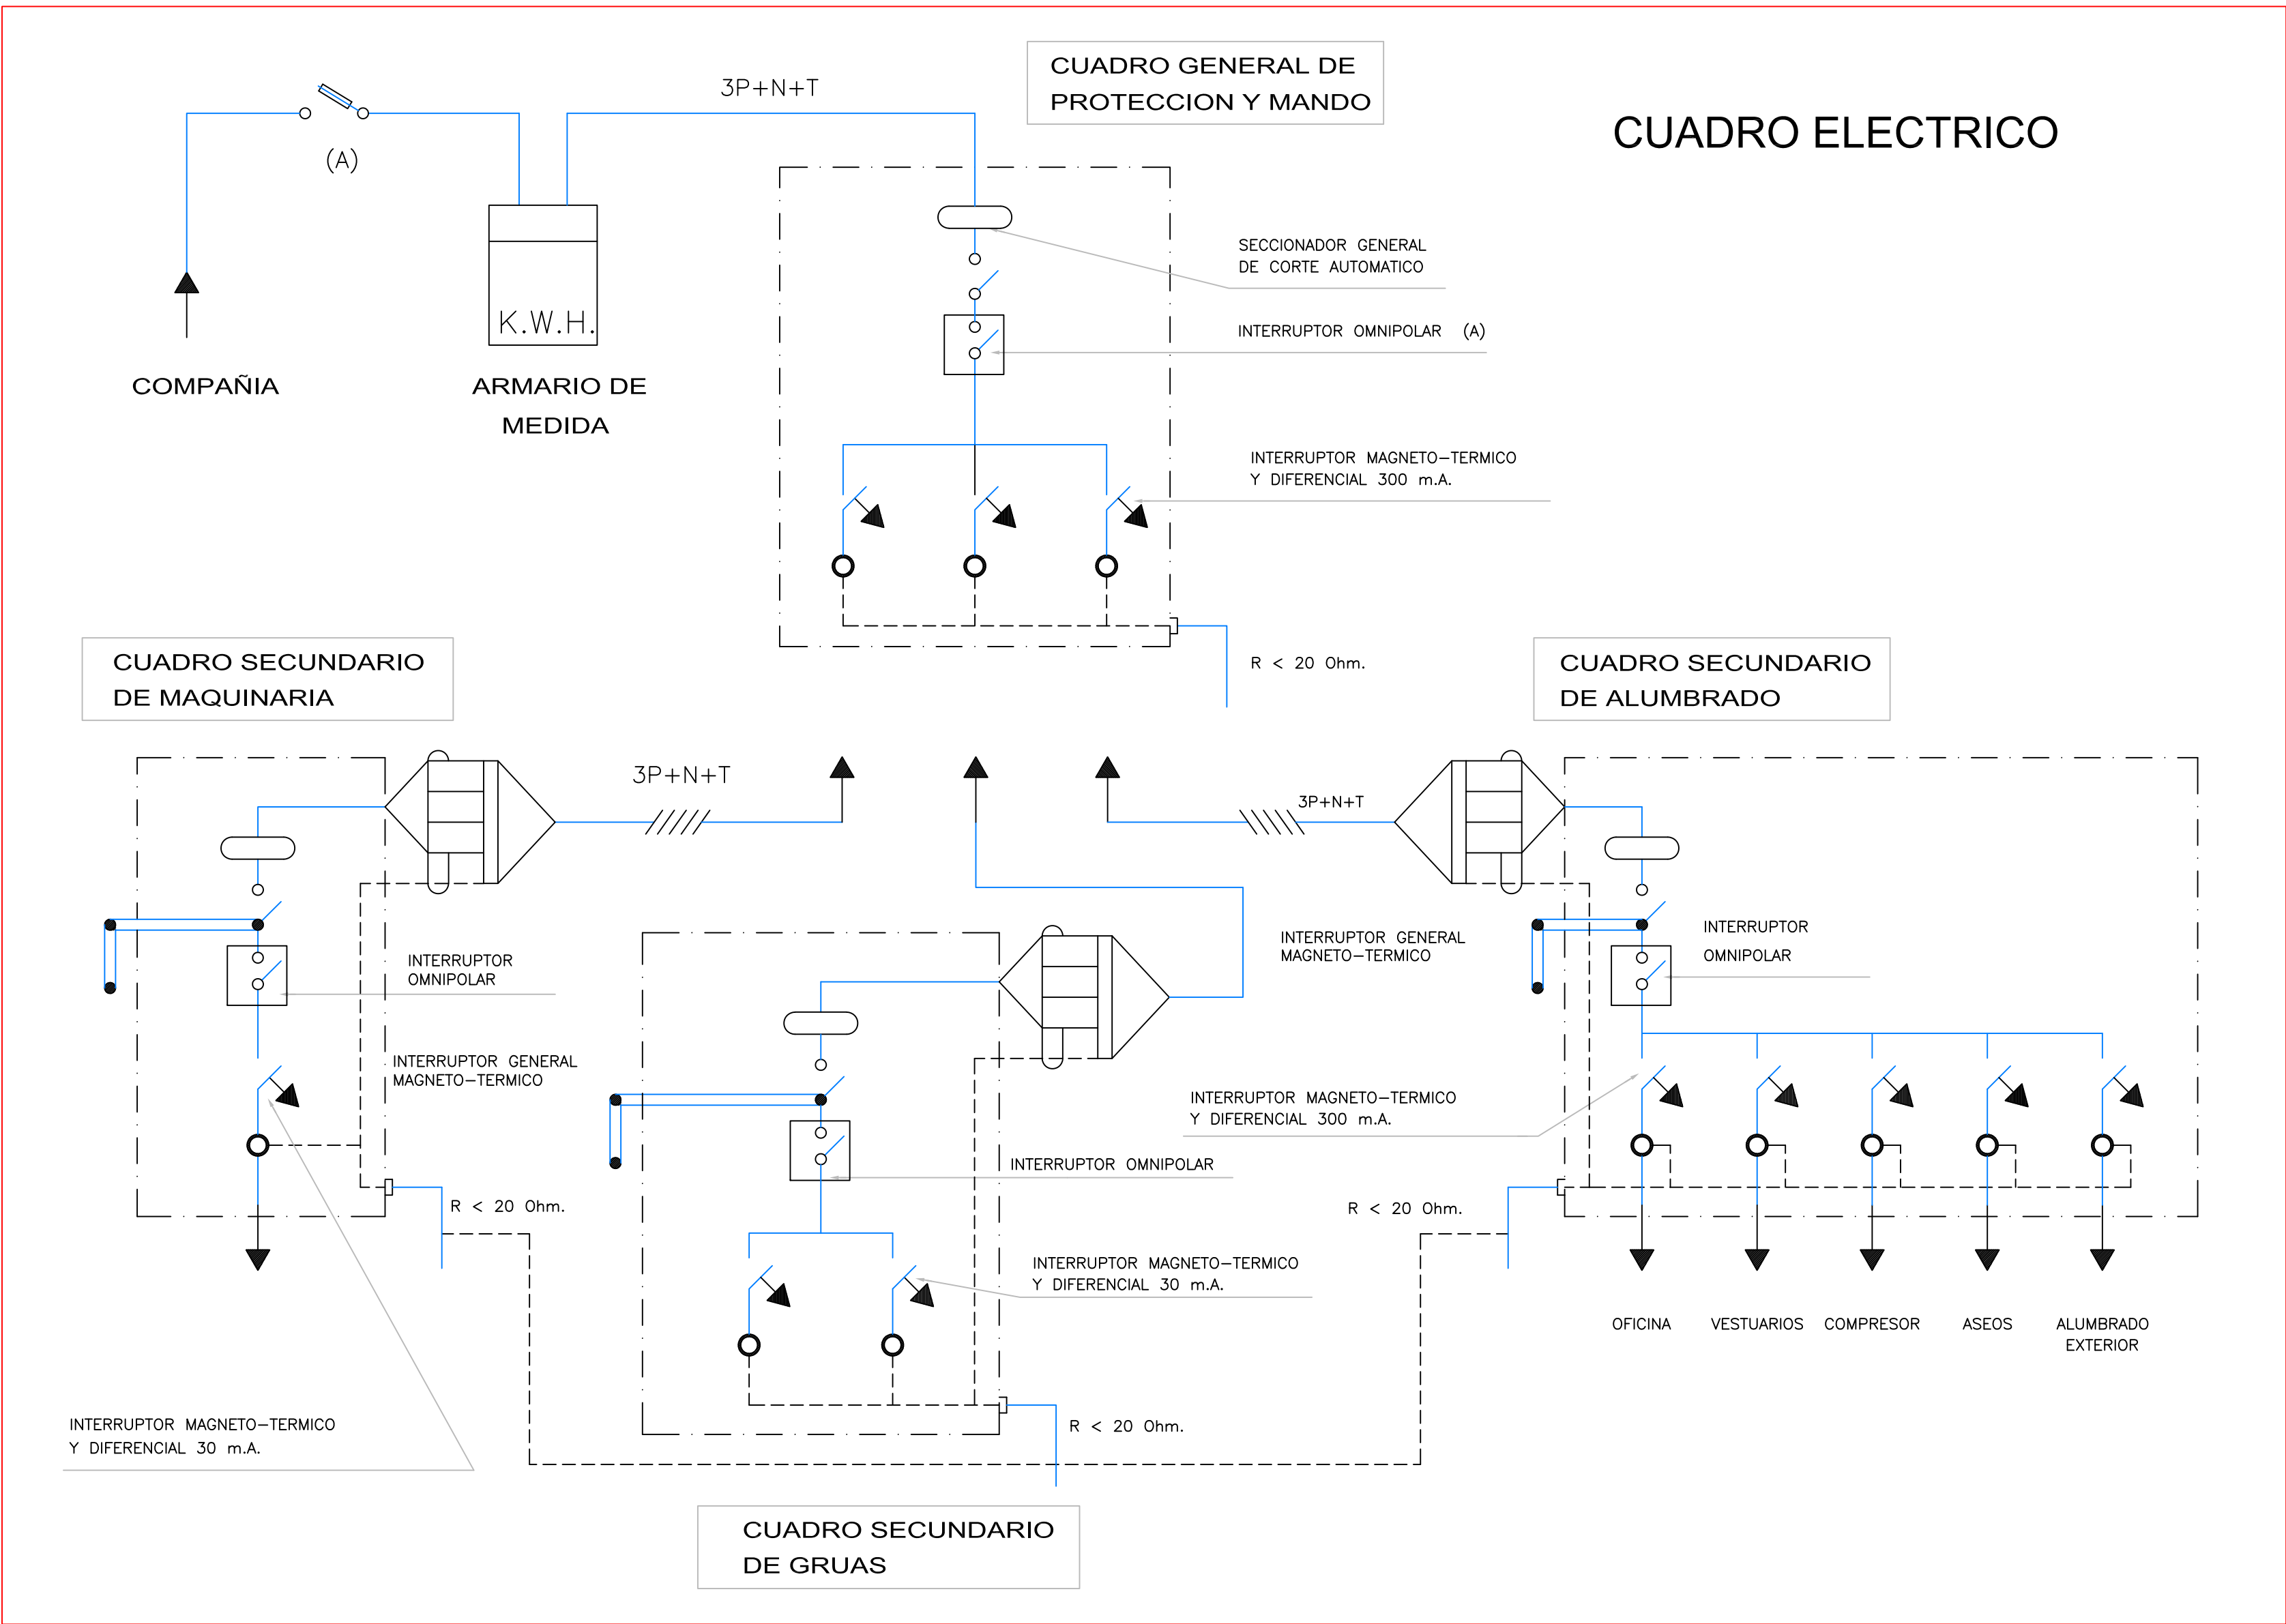 CUADRO ELECTRICO
3P+N+T
CUADRO GENERAL DE
PROTECCION Y MANDO
(A)
K.W.H.
COMPAÑIA
ARMARIO DE
MEDIDA
SECCIONADOR GENERAL
DE CORTE AUTOMATICO
INTERRUPTOR OMNIPOLAR (A)
INTERRUPTOR MAGNETO-TERMICO
Y DIFERENCIAL 300 m.A.
R < 20 Ohm.
CUADRO SECUNDARIO
DE MAQUINARIA
3P+N+T
INTERRUPTOR
OMNIPOLAR
INTERRUPTOR GENERAL
MAGNETO-TERMICO
R < 20 Ohm.
INTERRUPTOR MAGNETO-TERMICO
Y DIFERENCIAL 30 m.A.
INTERRUPTOR OMNIPOLAR
INTERRUPTOR MAGNETO-TERMICO
Y DIFERENCIAL 30 m.A.
R < 20 Ohm.
CUADRO SECUNDARIO
DE GRUAS
CUADRO SECUNDARIO
DE ALUMBRADO
3P+N+T
INTERRUPTOR GENERAL
MAGNETO-TERMICO
INTERRUPTOR
OMNIPOLAR
INTERRUPTOR MAGNETO-TERMICO
Y DIFERENCIAL 300 m.A.
R < 20 Ohm.
OFICINA
VESTUARIOS
COMPRESOR
ASEOS
ALUMBRADO
EXTERIOR